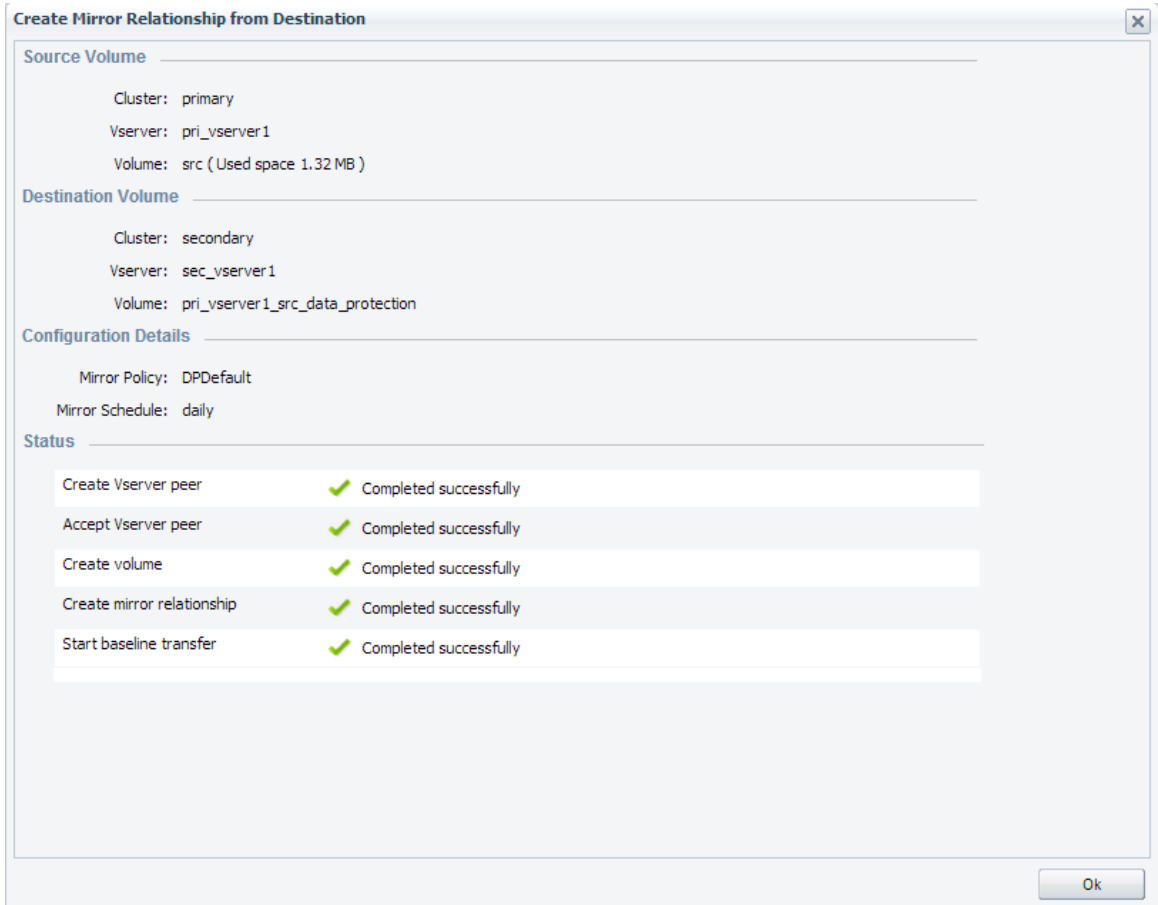 Create Mirror Relationship from Destination
Source Volume
Cluster: primary
Vserver: pri_vserver1
Volume: src ( Used space 1.32 MB )
Destination Volume
Cluster: secondary
Vserver: sec_vserver1
Volume: pri_vserver1_src_data_protection
Configuration Details
Mirror Policy: DPDefault
Mirror Schedule: daily
Status
Create Vserver peer Completed successfully
Accept Vserver peer Completed successfully
Create volume Completed successfully
Create mirror relationship Completed successfully
Start baseline transfer Completed successfully
Ok